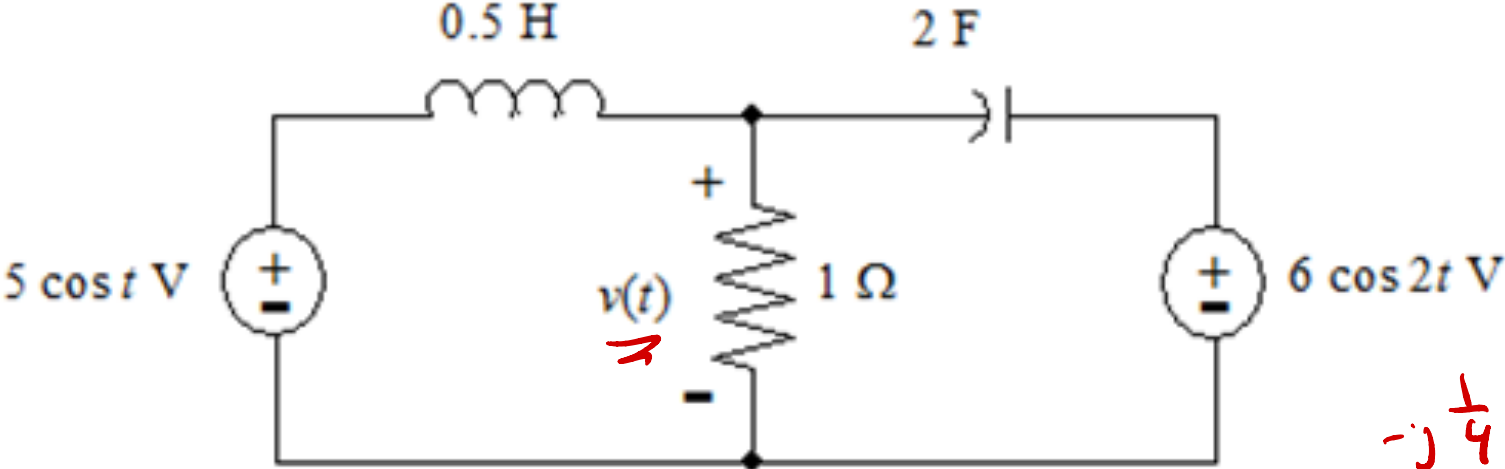 0.5 H
2 F
+
5 cos t V
+
-
v(t)
1 Ω
+
-
6 cos 2t V
-
-j 1/4